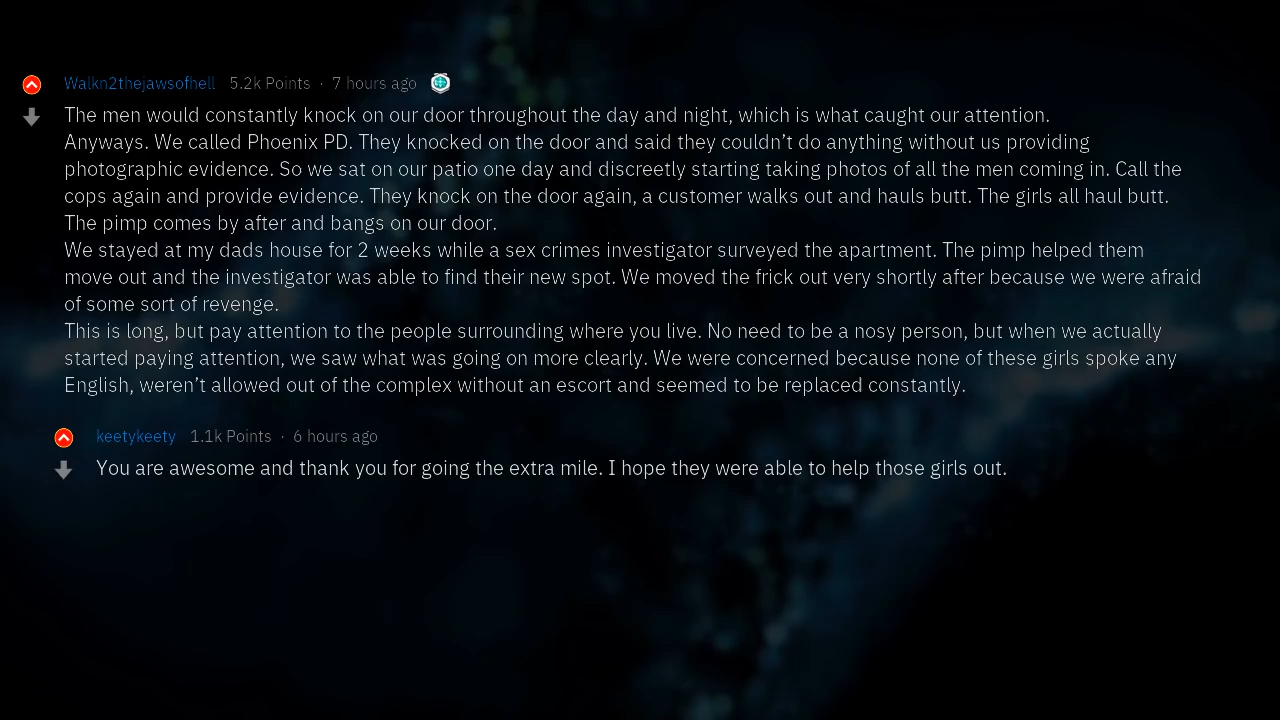 Walkn2thejawsofhell 5.2k Points · 7 hours ago
The men would constantly knock on our door throughout the day and night, which is what caught our attention.
Anyways. We called Phoenix PD. They knocked on the door and said they couldn't do anything without us providing
photographic evidence. So we sat on our patio one day and discreetly starting taking photos of all the men coming in. Call the
cops again and provide evidence. They knock on the door again, a customer walks out and hauls butt. The girls all haul butt.
The pimp comes by after and bangs on our door.
We stayed at my dads house for 2 weeks while a sex crimes investigator surveyed the apartment. The pimp helped them
move out and the investigator was able to find their new spot. We moved the frick out very shortly after because we were afraid
of some sort of revenge.
This is long, but pay attention to the people surrounding where you live. No need to be a nosy person, but when we actually
started paying attention, we saw what was going on more clearly. We were concerned because none of these girls spoke any
English, weren't allowed out of the complex without an escort and seemed to be replaced constantly.
keetykeety 1.1k Points · 6 hours ago
You are awesome and thank you for going the extra mile. I hope they were able to help those girls out.